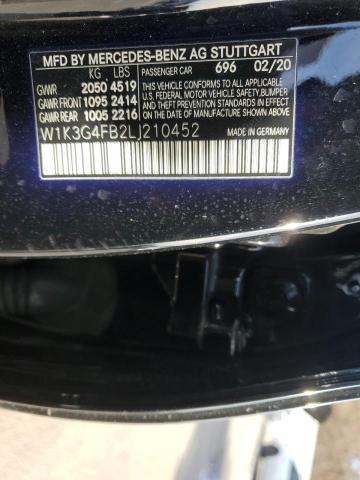 MFD BY MERCEDES-BENZ AG STUTTGART
KG LBS PASSENGER CAR 696 02/20
GVWR 2050 4519 THIS VEHICLE CONFORMS TO ALL APPLICABLE
GAWR FRONT 1095 2414 U.S. FEDERAL MOTOR VEHICLE SAFETY, BUMPER
GAWR REAR 1005 2216 AND THEFT PREVENTION STANDARDS IN EFFECT
ON THE DATE OF MANUFACTURE SHOWN ABOVE.
W1K3G4FB2LJ210452
MADE IN GERMANY